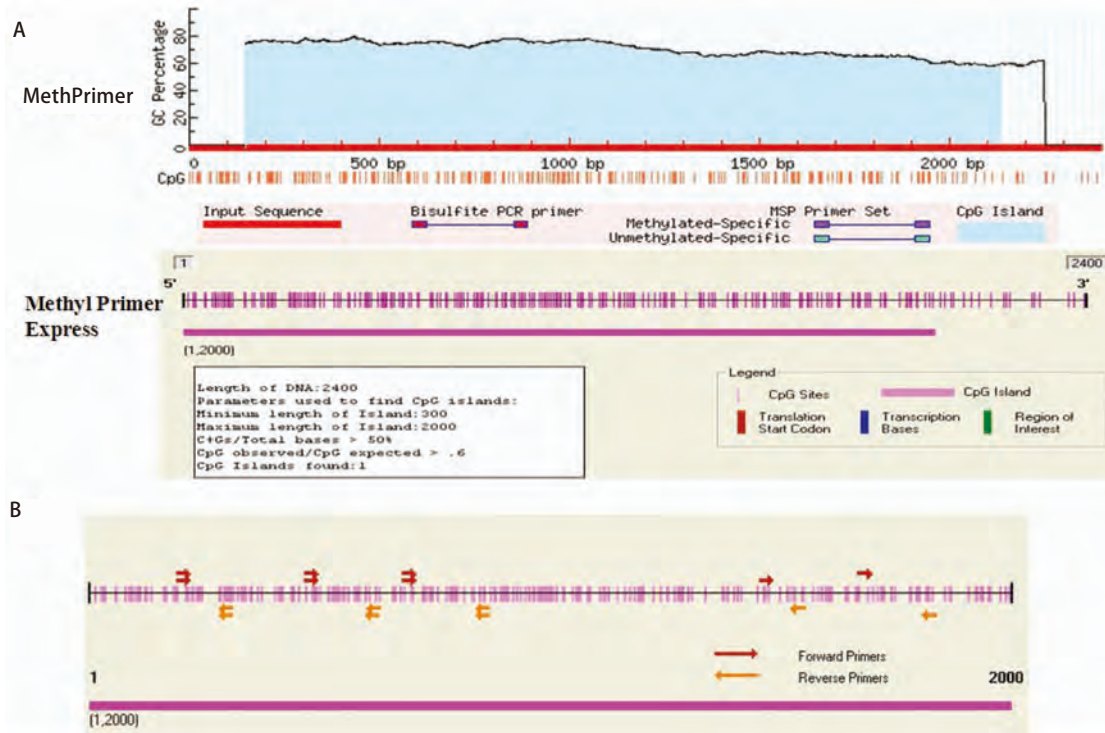 A
MethPrimer
GC Percentage
80
60
40
20
0
0 500 bp 1000 bp 1500 bp 2000 bp
CpG
Input Sequence Bisulfite PCR primer MSP Primer Set CpG Island
Methylated-Specific
Unmethylated-Specific
1 2400
5' 3'
Methyl Primer
Express
(1,2000)
Length of DNA:2400
Parameters used to find CpG islands:
Minimum length of Island:300
Maximum length of Island:2000
C+Gs/Total bases > 50%
CpG observed/CpG expected > .6
CpG Islands found:1
Legend
CpG Sites CpG Island
Translation Start Codon Transcription Bases Region of Interest
B
Forward Primers
Reverse Primers
1 2000
(1,2000)